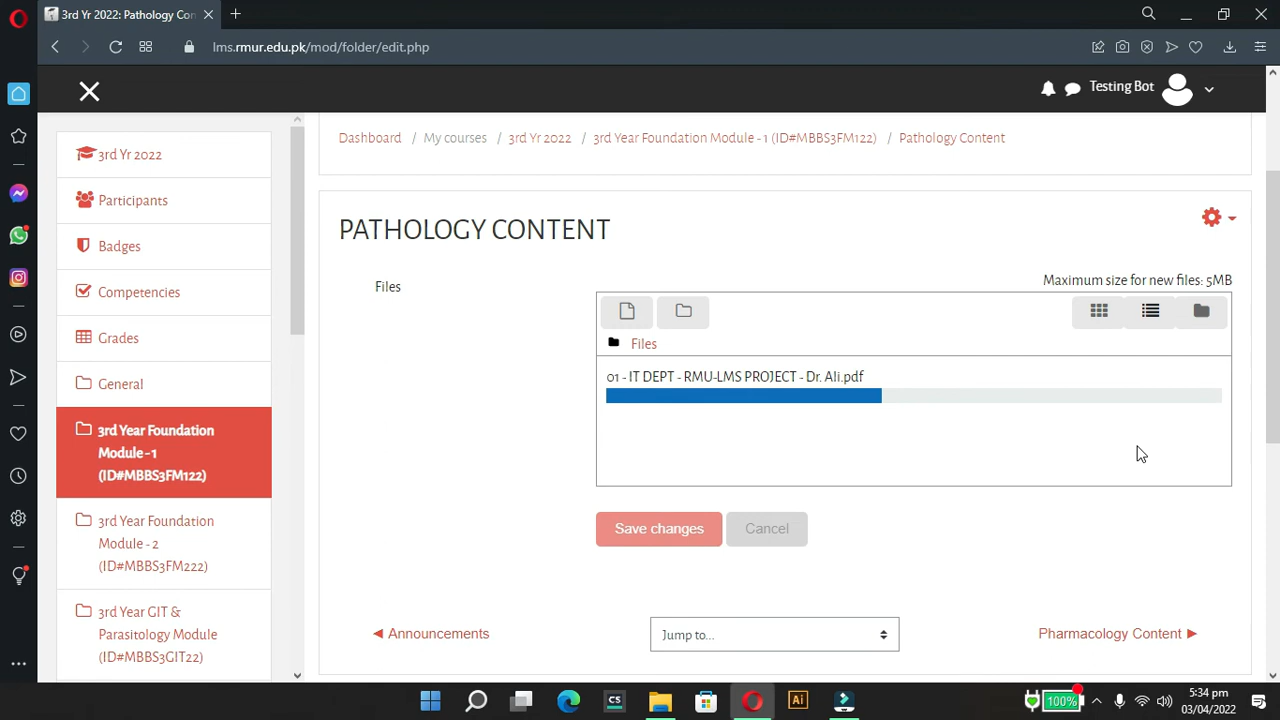 3rd Yr 2022: Pathology Con
lms.rmur.edu.pk/mod/folder/edit.php
Testing Bot
Dashboard / My courses / 3rd Yr 2022 / 3rd Year Foundation Module - 1 (ID#MBBS3FM122) / Pathology Content
3rd Yr 2022
Participants
Badges
Competencies
Grades
General
3rd Year Foundation
Module - 1
(ID#MBBS3FM122)
3rd Year Foundation
Module - 2
(ID#MBBS3FM222)
3rd Year GIT &
Parasitology Module
(ID#MBBS3GIT22)
PATHOLOGY CONTENT
Files
Maximum size for new files: 5MB
Files
01 - IT DEPT - RMU-LMS PROJECT - Dr. Ali.pdf
Save changes
Cancel
◀ Announcements
Jump to...
Pharmacology Content ▶
CS
Ai
100%
5:34 pm
03/04/2022